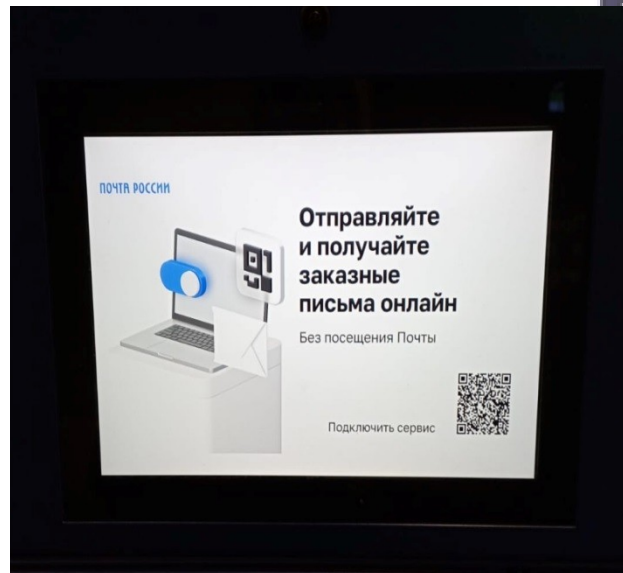 ПОЧТА РОССИИ
Отправляйте
и получайте
заказные
письма онлайн
Без посещения Почты
Подключить сервис